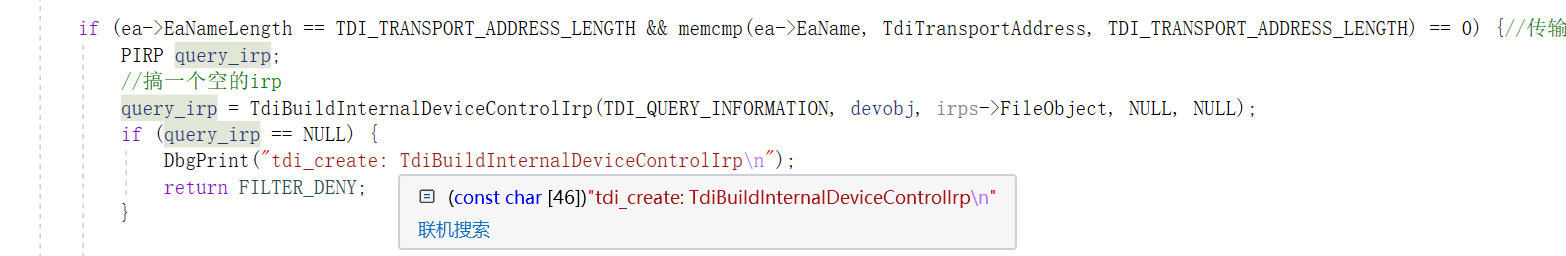 if (ea->EaNameLength == TDI_TRANSPORT_ADDRESS_LENGTH && memcmp(ea->EaName, TdiTransportAddress, TDI_TRANSPORT_ADDRESS_LENGTH) == 0) {//传输
PIRP query_irp;
//搞一个空的irp
query_irp = TdiBuildInternalDeviceControlIrp(TDI_QUERY_INFORMATION, devobj, irps->FileObject, NULL, NULL);
if (query_irp == NULL) {
DbgPrint("tdi_create: TdiBuildInternalDeviceControlIrp\n");
return FILTER_DENY;
(const char [46])"tdi_create: TdiBuildInternalDeviceControlIrp\n"
}
联机搜索